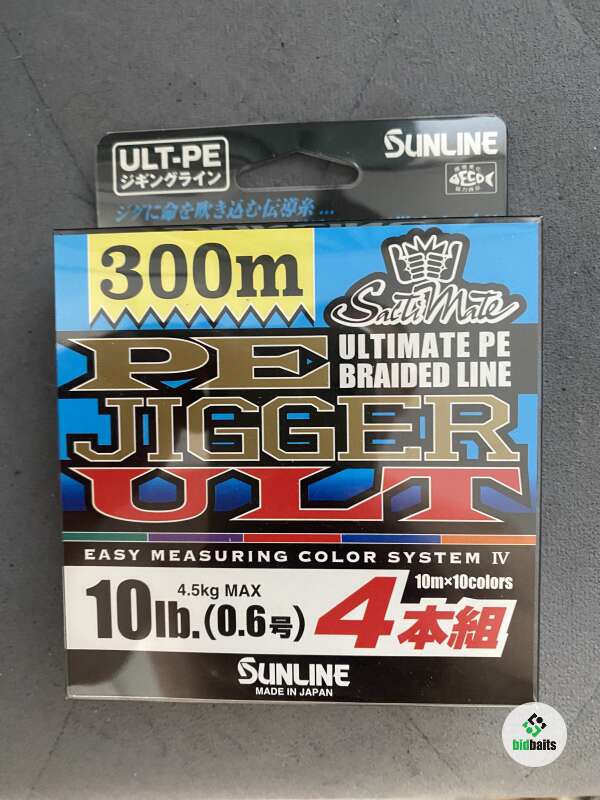 ULT-PE
ジギングライン
SUNLINE
ECO
ジグに命を吹き込む伝導糸...
300m
SaltiMate
PE
ULTIMATE PE
BRAIDED LINE
JIGGER
ULT
EASY MEASURING COLOR SYSTEM IV
4.5kg MAX
10m×10colors
10lb.(0.6号)
4本組
SUNLINE
MADE IN JAPAN
bidbaits